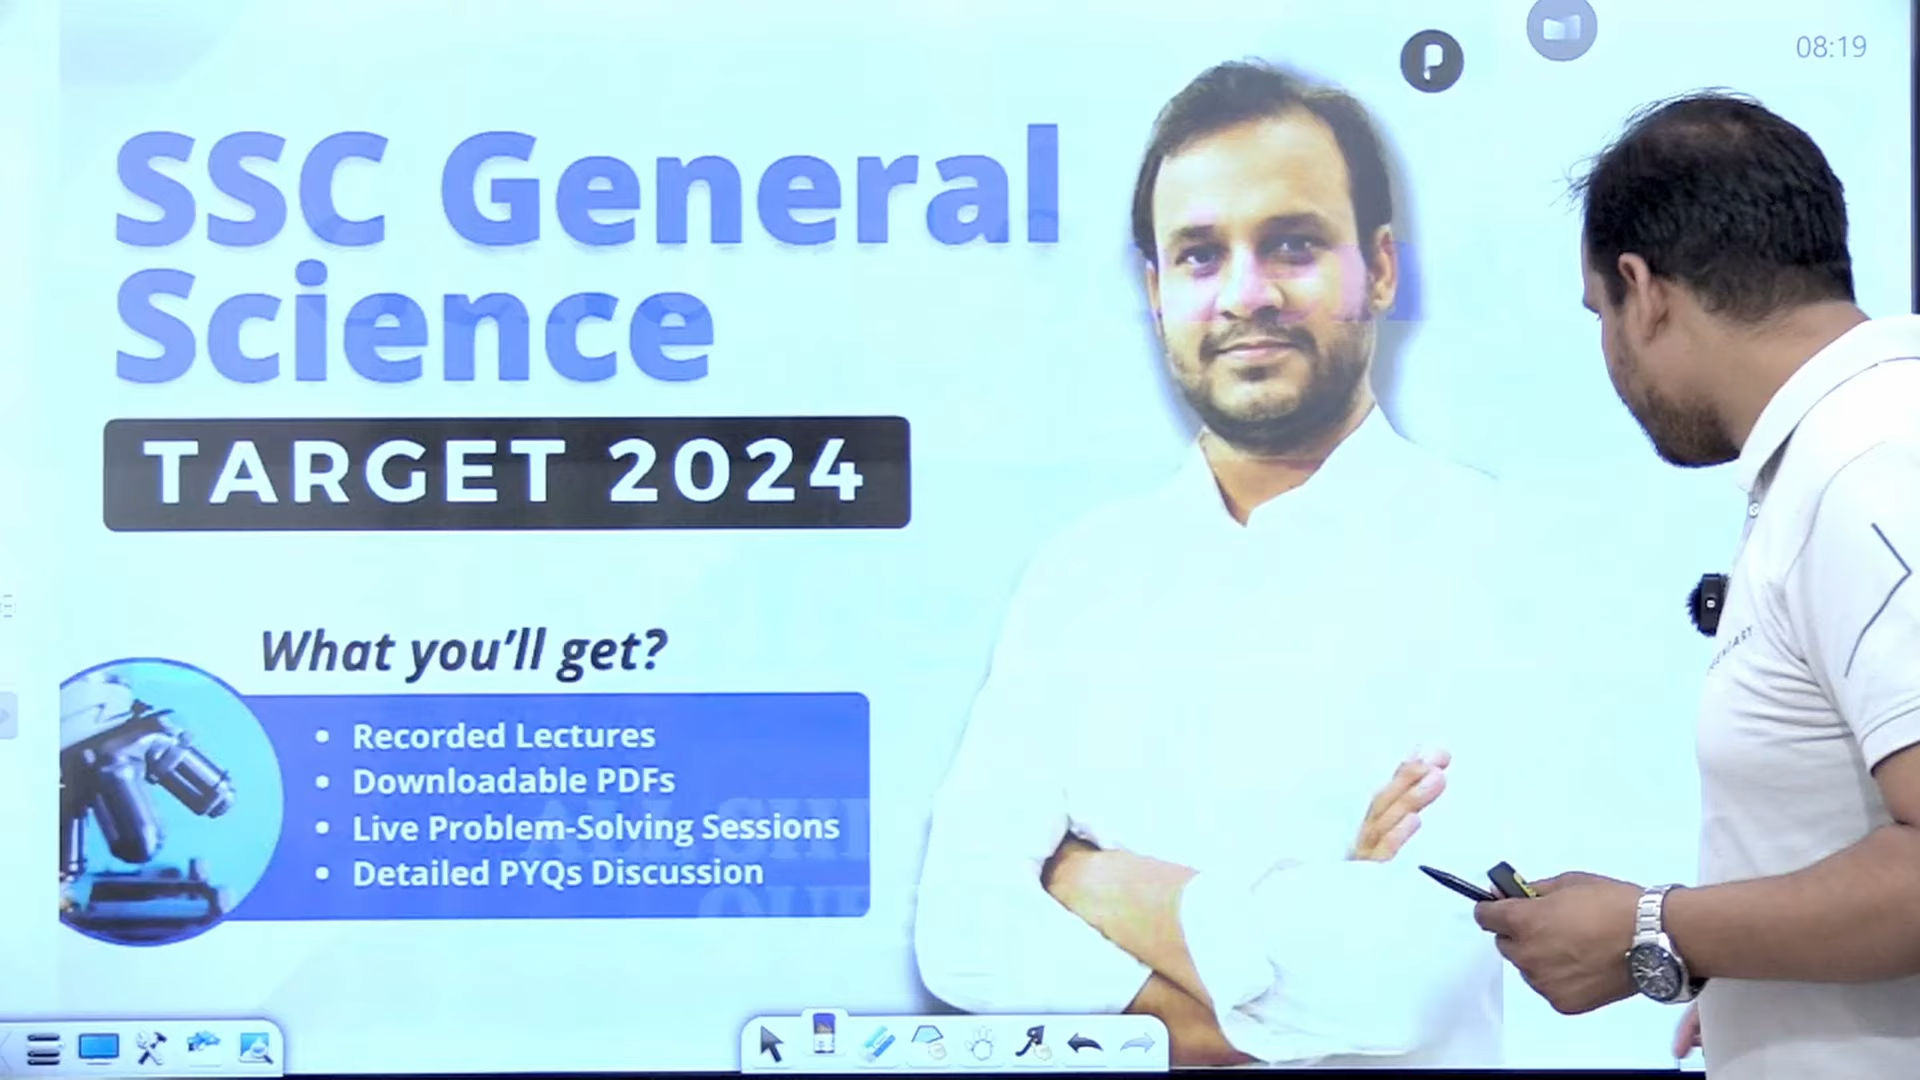 08:19
SSC General
Science
TARGET 2024
What you'll get?
• Recorded Lectures
• Downloadable PDFs
• Live Problem-Solving Sessions
• Detailed PYQs Discussion